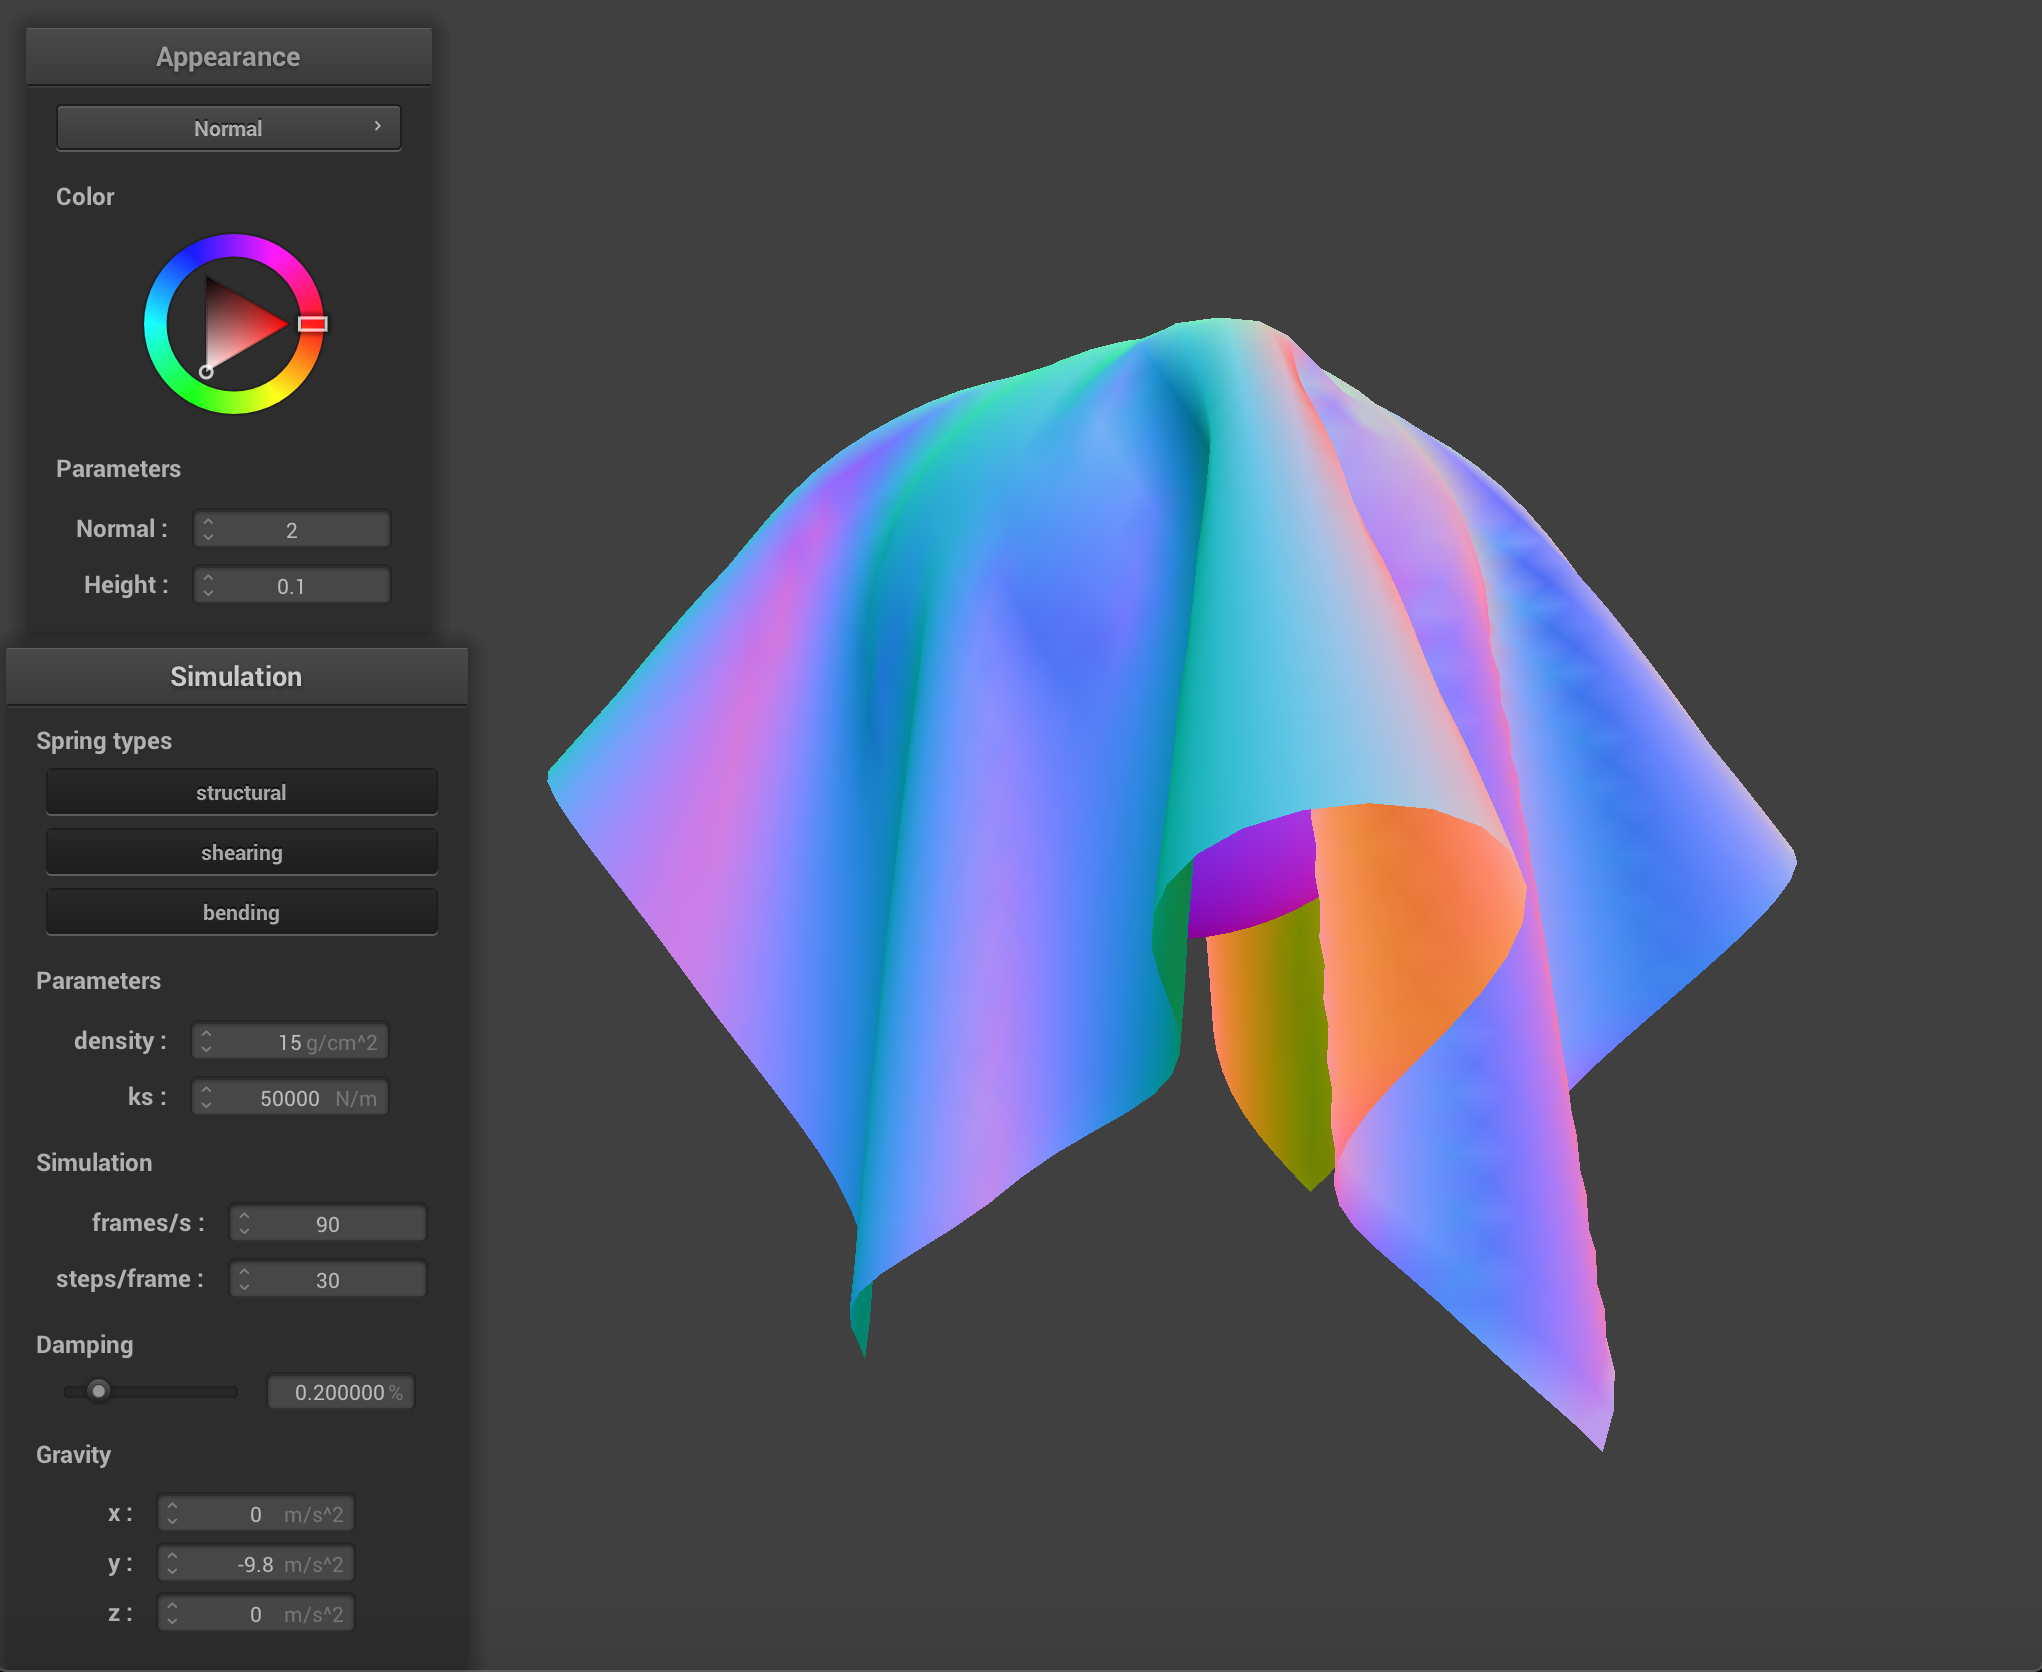 Appearance
Normal
Color
Parameters
Normal : 2
Height : 0.1
Simulation
Spring types
structural
shearing
bending
Parameters
density : 15 g/cm^2
ks : 50000 N/m
Simulation
frames/s : 90
steps/frame : 30
Damping
0.200000 %
Gravity
x : 0 m/s^2
y : -9.8 m/s^2
z : 0 m/s^2